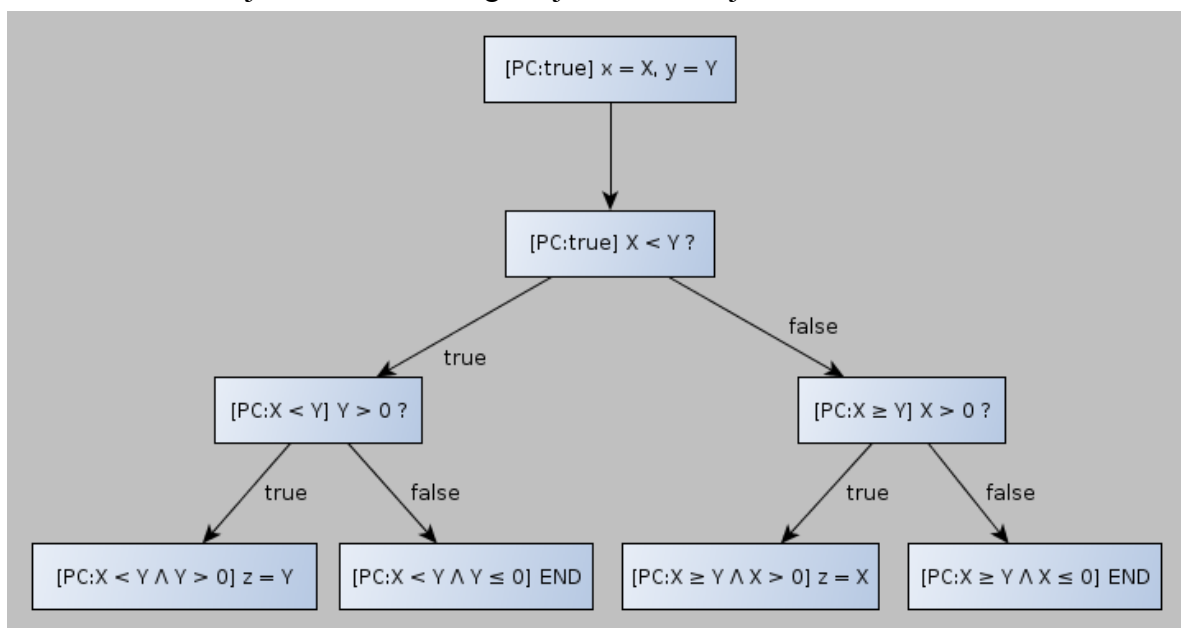 [PC:true] x = X, y = Y
[PC:true] X < Y ?
false
true
[PC:X < Y] Y > 0 ?
[PC:X ≥ Y] X > 0 ?
true
false
true
false
[PC:X < Y Λ Y > 0] z = Y
[PC:X < Y Λ Y ≤ 0] END
[PC:X ≥ Y Λ X > 0] z = X
[PC:X ≥ Y Λ X ≤ 0] END